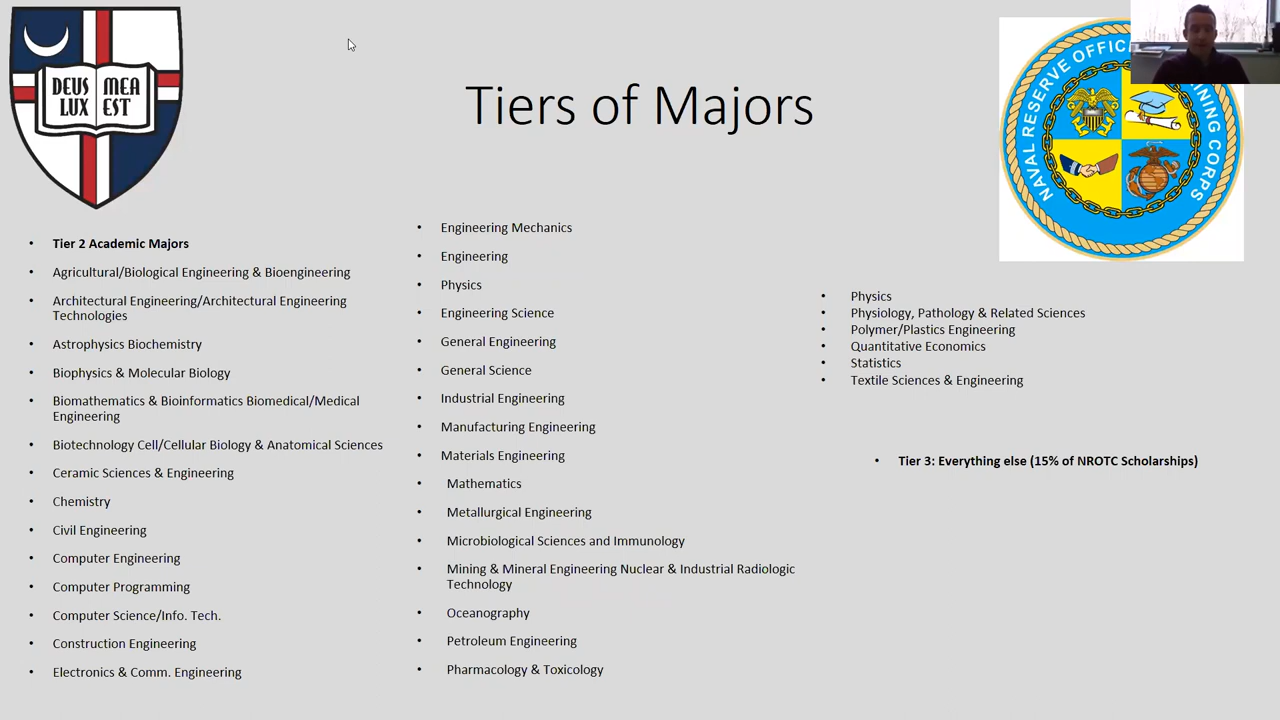 DEUS MEA
LUX EST
Tiers of Majors
NAVAL RESERVE OFFIC
NING CORPS
Tier 2 Academic Majors
Agricultural/Biological Engineering & Bioengineering
Architectural Engineering/Architectural Engineering
Technologies
Astrophysics Biochemistry
Biophysics & Molecular Biology
Biomathematics & Bioinformatics Biomedical/Medical
Engineering
Biotechnology Cell/Cellular Biology & Anatomical Sciences
Ceramic Sciences & Engineering
Chemistry
Civil Engineering
Computer Engineering
Computer Programming
Computer Science/Info. Tech.
Construction Engineering
Electronics & Comm. Engineering
Engineering Mechanics
Engineering
Physics
Engineering Science
General Engineering
General Science
Industrial Engineering
Manufacturing Engineering
Materials Engineering
Mathematics
Metallurgical Engineering
Microbiological Sciences and Immunology
Mining & Mineral Engineering Nuclear & Industrial Radiologic
Technology
Oceanography
Petroleum Engineering
Pharmacology & Toxicology
Physics
Physiology, Pathology & Related Sciences
Polymer/Plastics Engineering
Quantitative Economics
Statistics
Textile Sciences & Engineering
Tier 3: Everything else (15% of NROTC Scholarships)